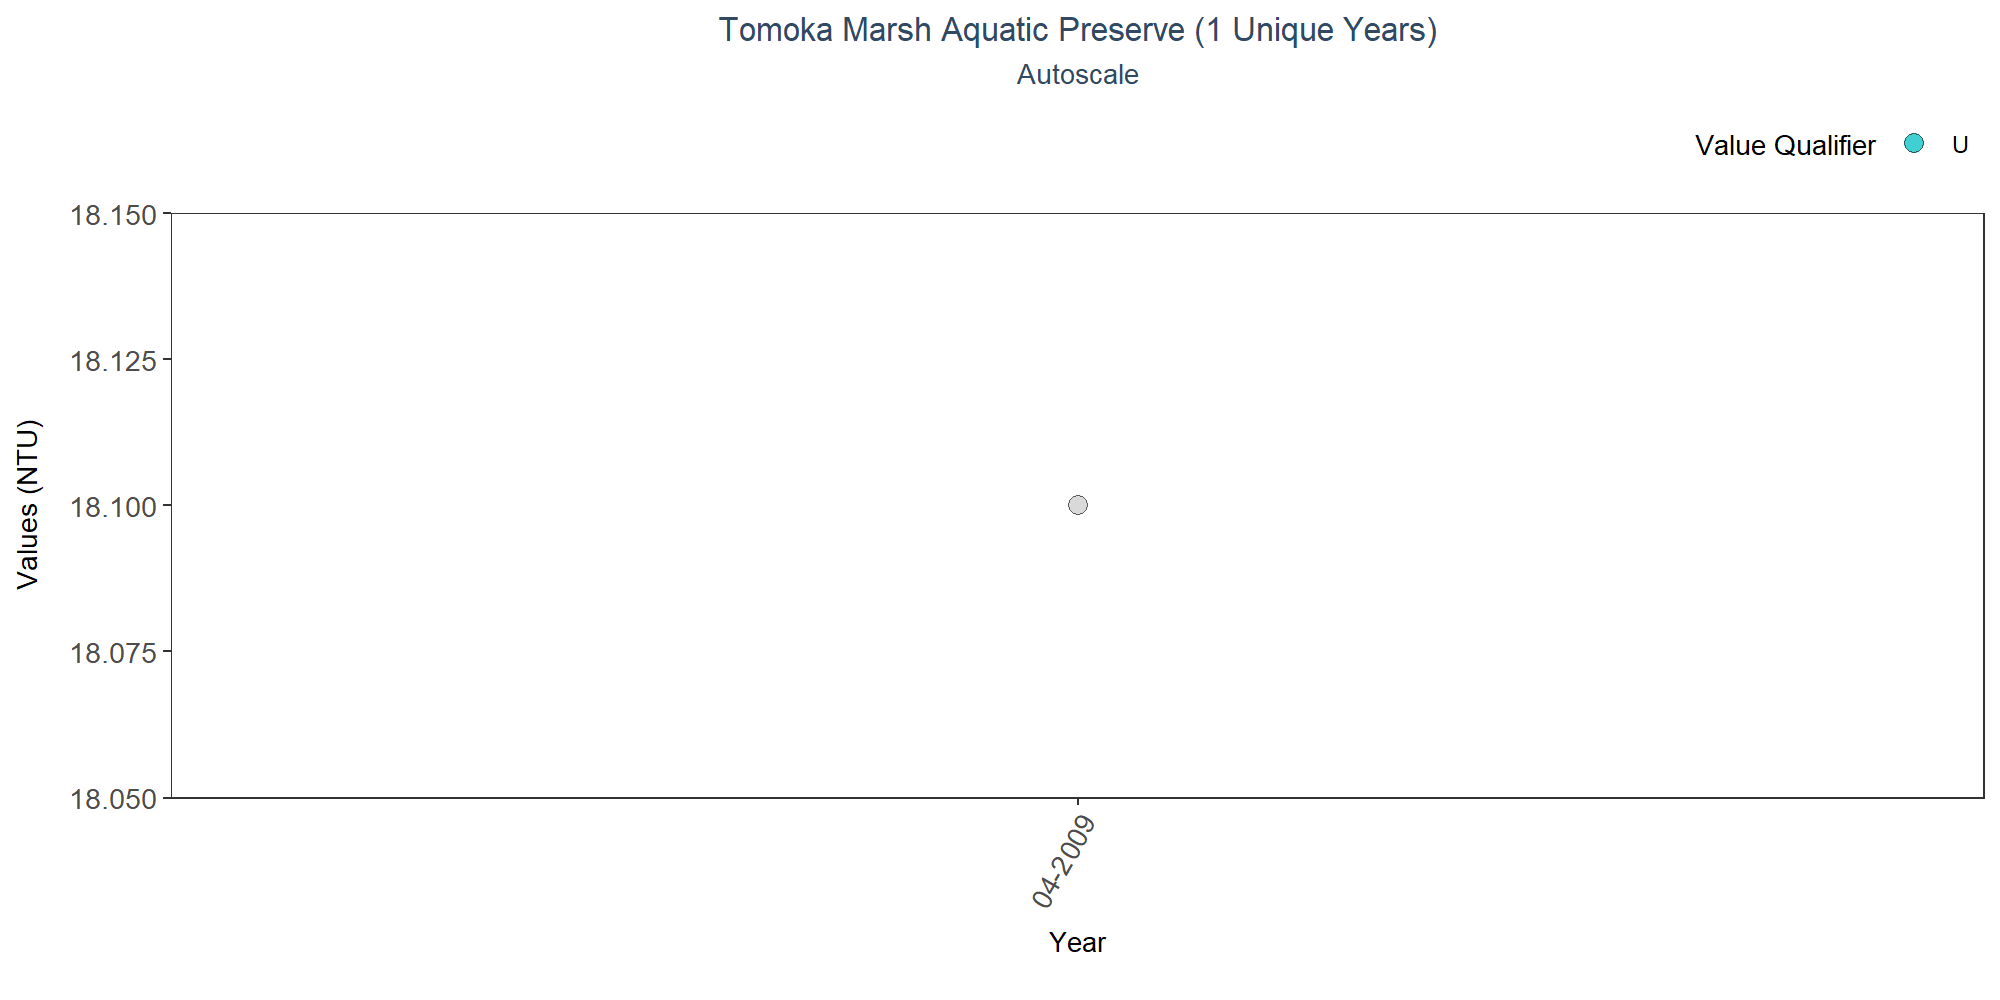 Tomoka Marsh Aquatic Preserve (1 Unique Years)
Autoscale
Value Qualifier U
18.150
18.125
18.100
18.075
18.050
Values (NTU)
04-2009
Year